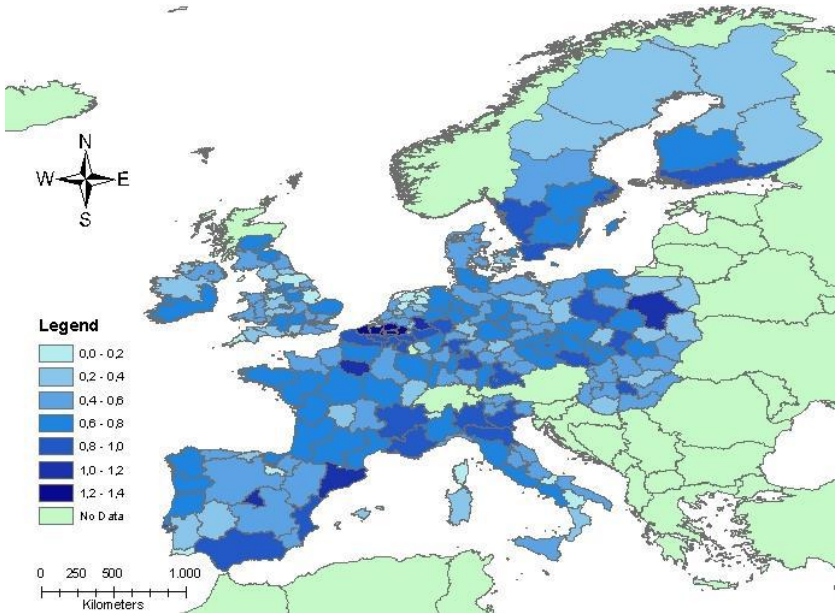 N
W E
S
Legend
0,0 - 0,2
0,2 - 0,4
0,4 - 0,6
0,6 - 0,8
0,8 - 1,0
1,0 - 1,2
1,2 - 1,4
No Data
0 250 500 1.000
Kilometers